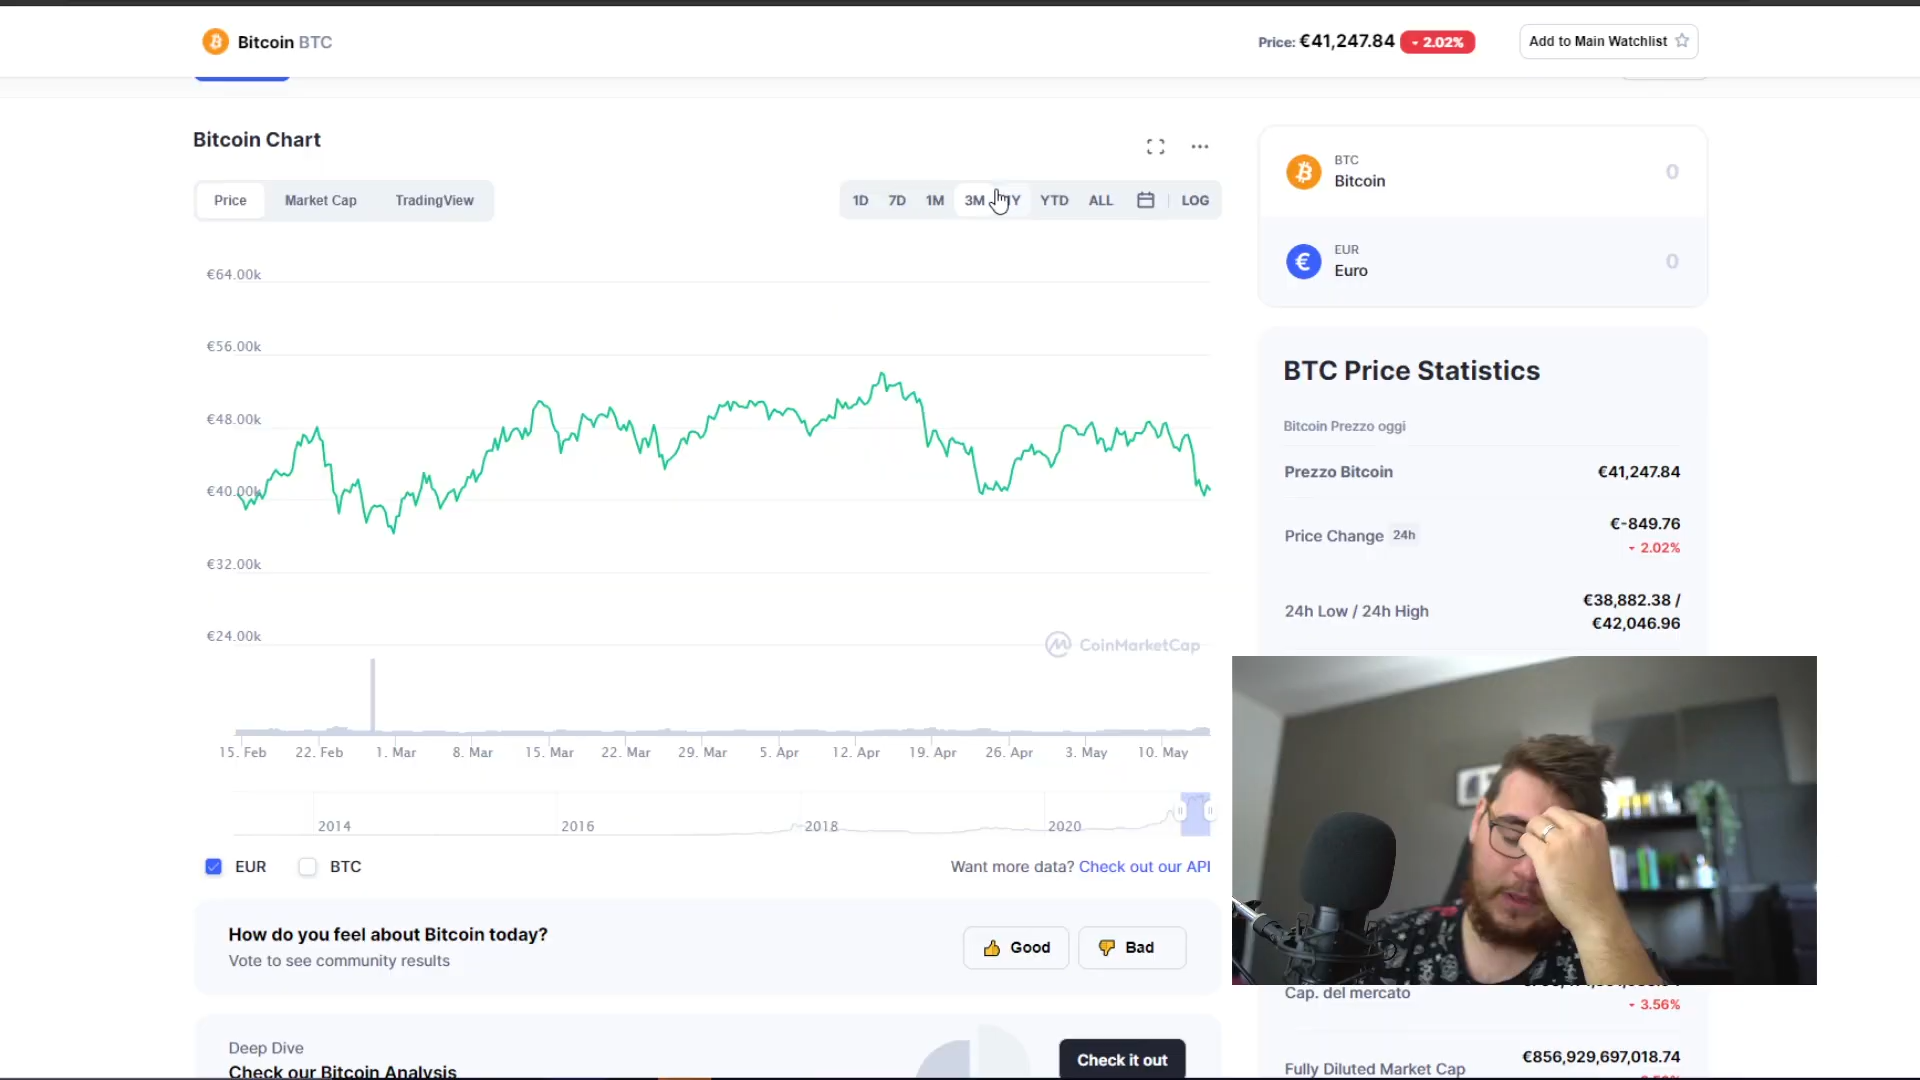 Bitcoin BTC
Price: €41,247.84 2.02%
Add to Main Watchlist
Bitcoin Chart
Price Market Cap TradingView
1D 7D 1M 3M 1Y YTD ALL LOG
€64.00k
€56.00k
€48.00k
€40.00k
€32.00k
€24.00k
CoinMarketCap
15. Feb 22. Feb 1. Mar 8. Mar 15. Mar 22. Mar 29. Mar 5. Apr 12. Apr 19. Apr 26. Apr 3. May 10. May
2014 2016 2018 2020
EUR BTC
Want more data? Check out our API
How do you feel about Bitcoin today?
Vote to see community results
Good Bad
Deep Dive
Check our Bitcoin Analysis
Check it out
BTC
Bitcoin
0
EUR
Euro
0
BTC Price Statistics
Bitcoin Prezzo oggi
Prezzo Bitcoin €41,247.84
Price Change 24h €-849.76
2.02%
24h Low / 24h High €38,882.38 /
€42,046.96
Cap. del mercato
3.56%
Fully Diluted Market Cap €856,929,697,018.74